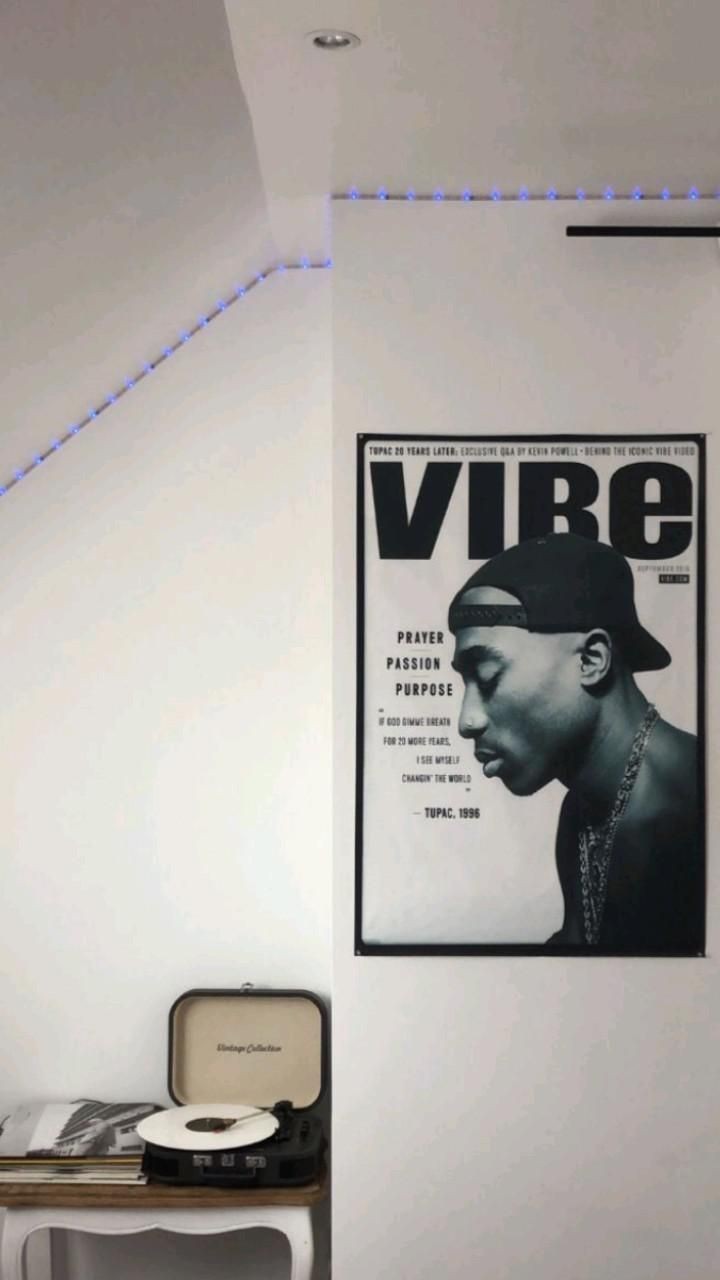 TUPAC 20 YEARS LATER: EXCLUSIVE Q&A BY KEVIN POWELL • BEHIND THE ICONIC VIBE VIDEO
VIBE
SEPTEMBER 2016
VIBE.COM
PRAYER
PASSION
PURPOSE
"
IF GOD GIMME BREATH
FOR 20 MORE YEARS,
I SEE MYSELF
CHANGIN' THE WORLD
"
— TUPAC, 1996
Vintage Collection